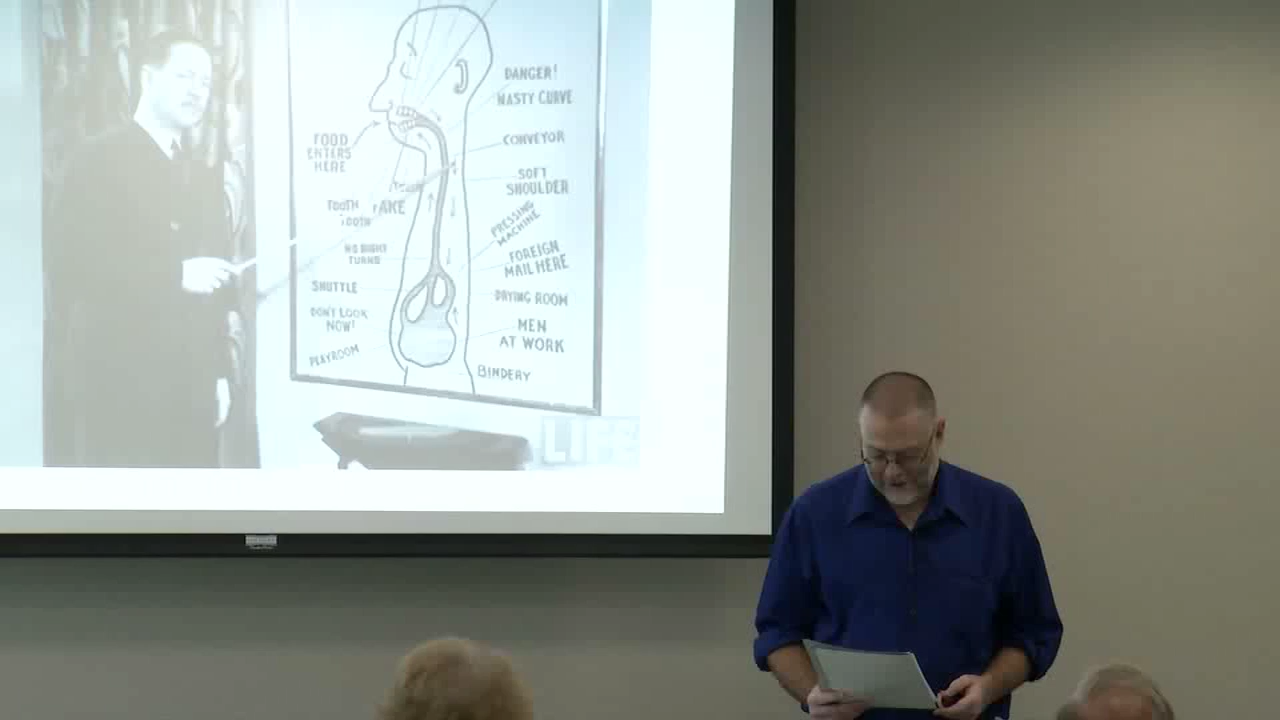 FOOD
ENTERS
HERE
TOOTH
NO RIGHT
TURNS
SHUTTLE
DON'T LOOK
NOW!
PLAYROOM
DANGER!
NASTY CURVE
CONVEYOR
SOFT
SHOULDER
PRESSING
MACHINE
FOREIGN
MAIL HERE
DRYING ROOM
MEN
AT WORK
BINDERY
LIFE